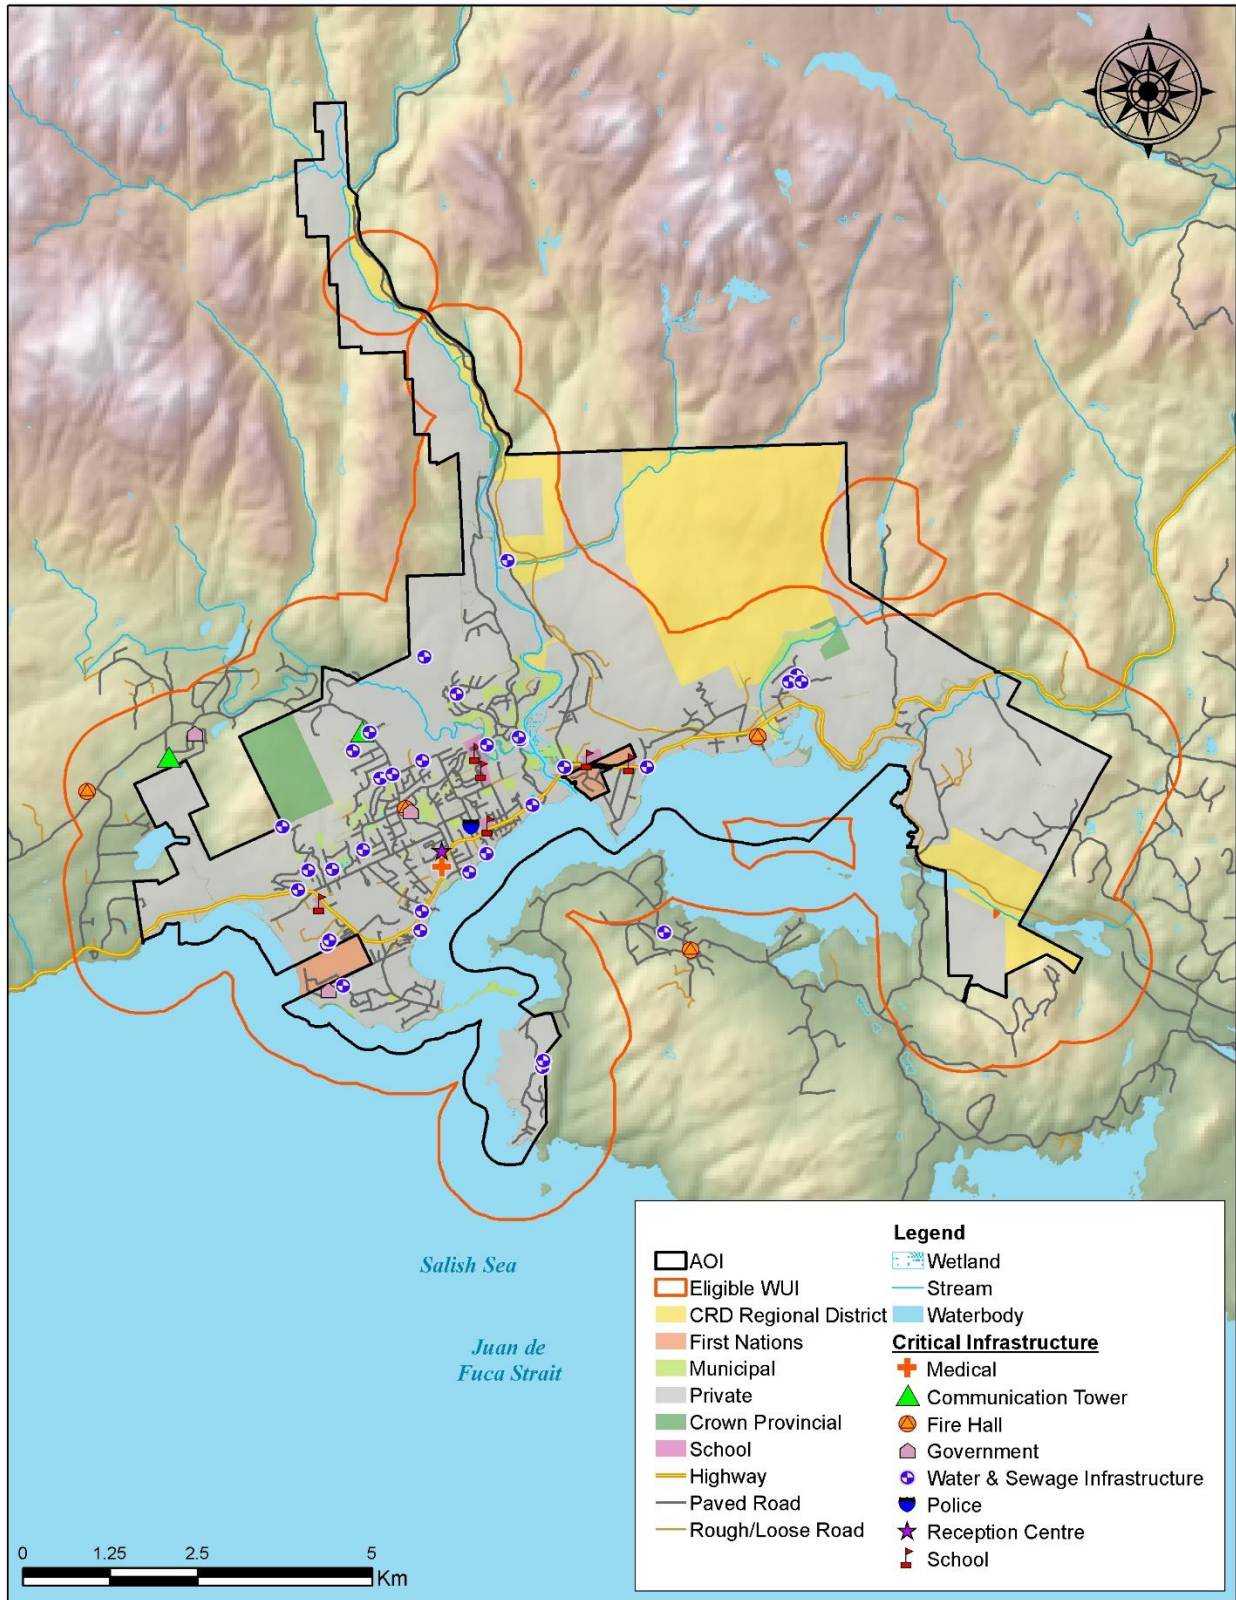 Salish Sea
Juan de
Fuca Strait
Legend
AOI
Eligible WUI
CRD Regional District
First Nations
Municipal
Private
Crown Provincial
School
Highway
Paved Road
Rough/Loose Road
Wetland
Stream
Waterbody
Critical Infrastructure
Medical
Communication Tower
Fire Hall
Government
Water & Sewage Infrastructure
Police
Reception Centre
School
0 1.25 2.5 5
Km